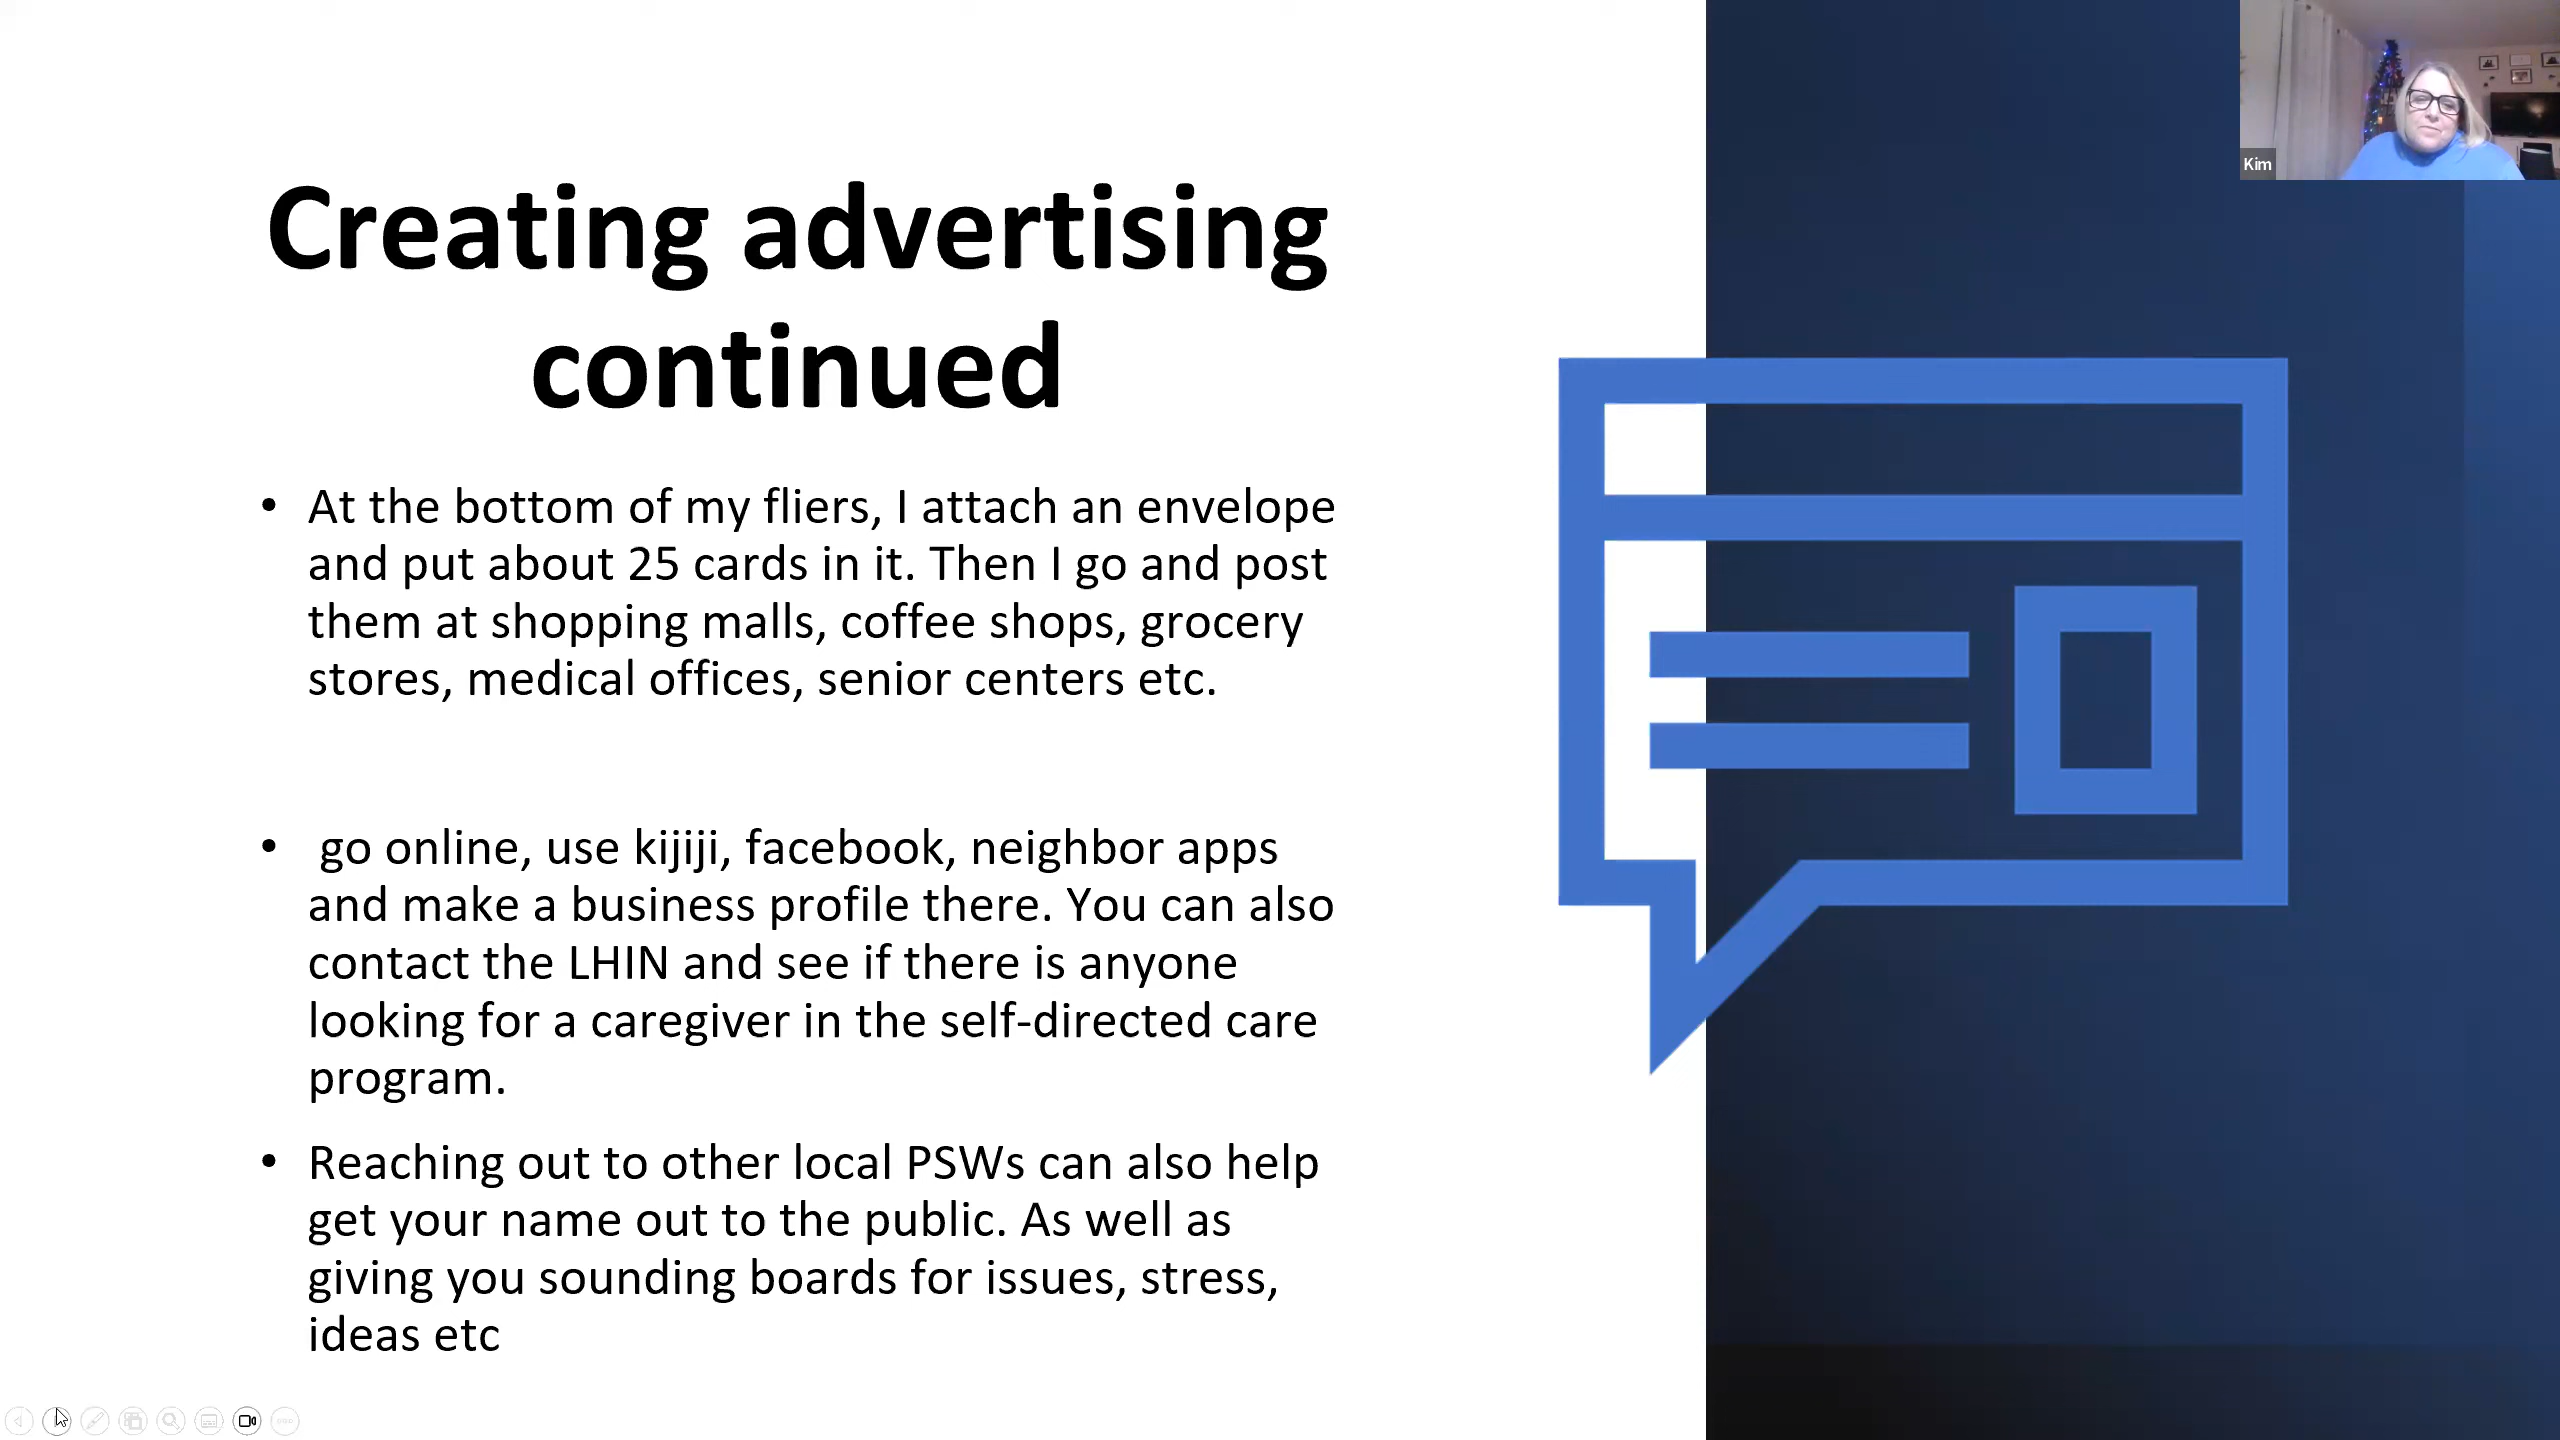 Creating advertising
continued
• At the bottom of my fliers, I attach an envelope
and put about 25 cards in it. Then I go and post
them at shopping malls, coffee shops, grocery
stores, medical offices, senior centers etc.
• go online, use kijiji, facebook, neighbor apps
and make a business profile there. You can also
contact the LHIN and see if there is anyone
looking for a caregiver in the self-directed care
program.
• Reaching out to other local PSWs can also help
get your name out to the public. As well as
giving you sounding boards for issues, stress,
ideas etc
Kim